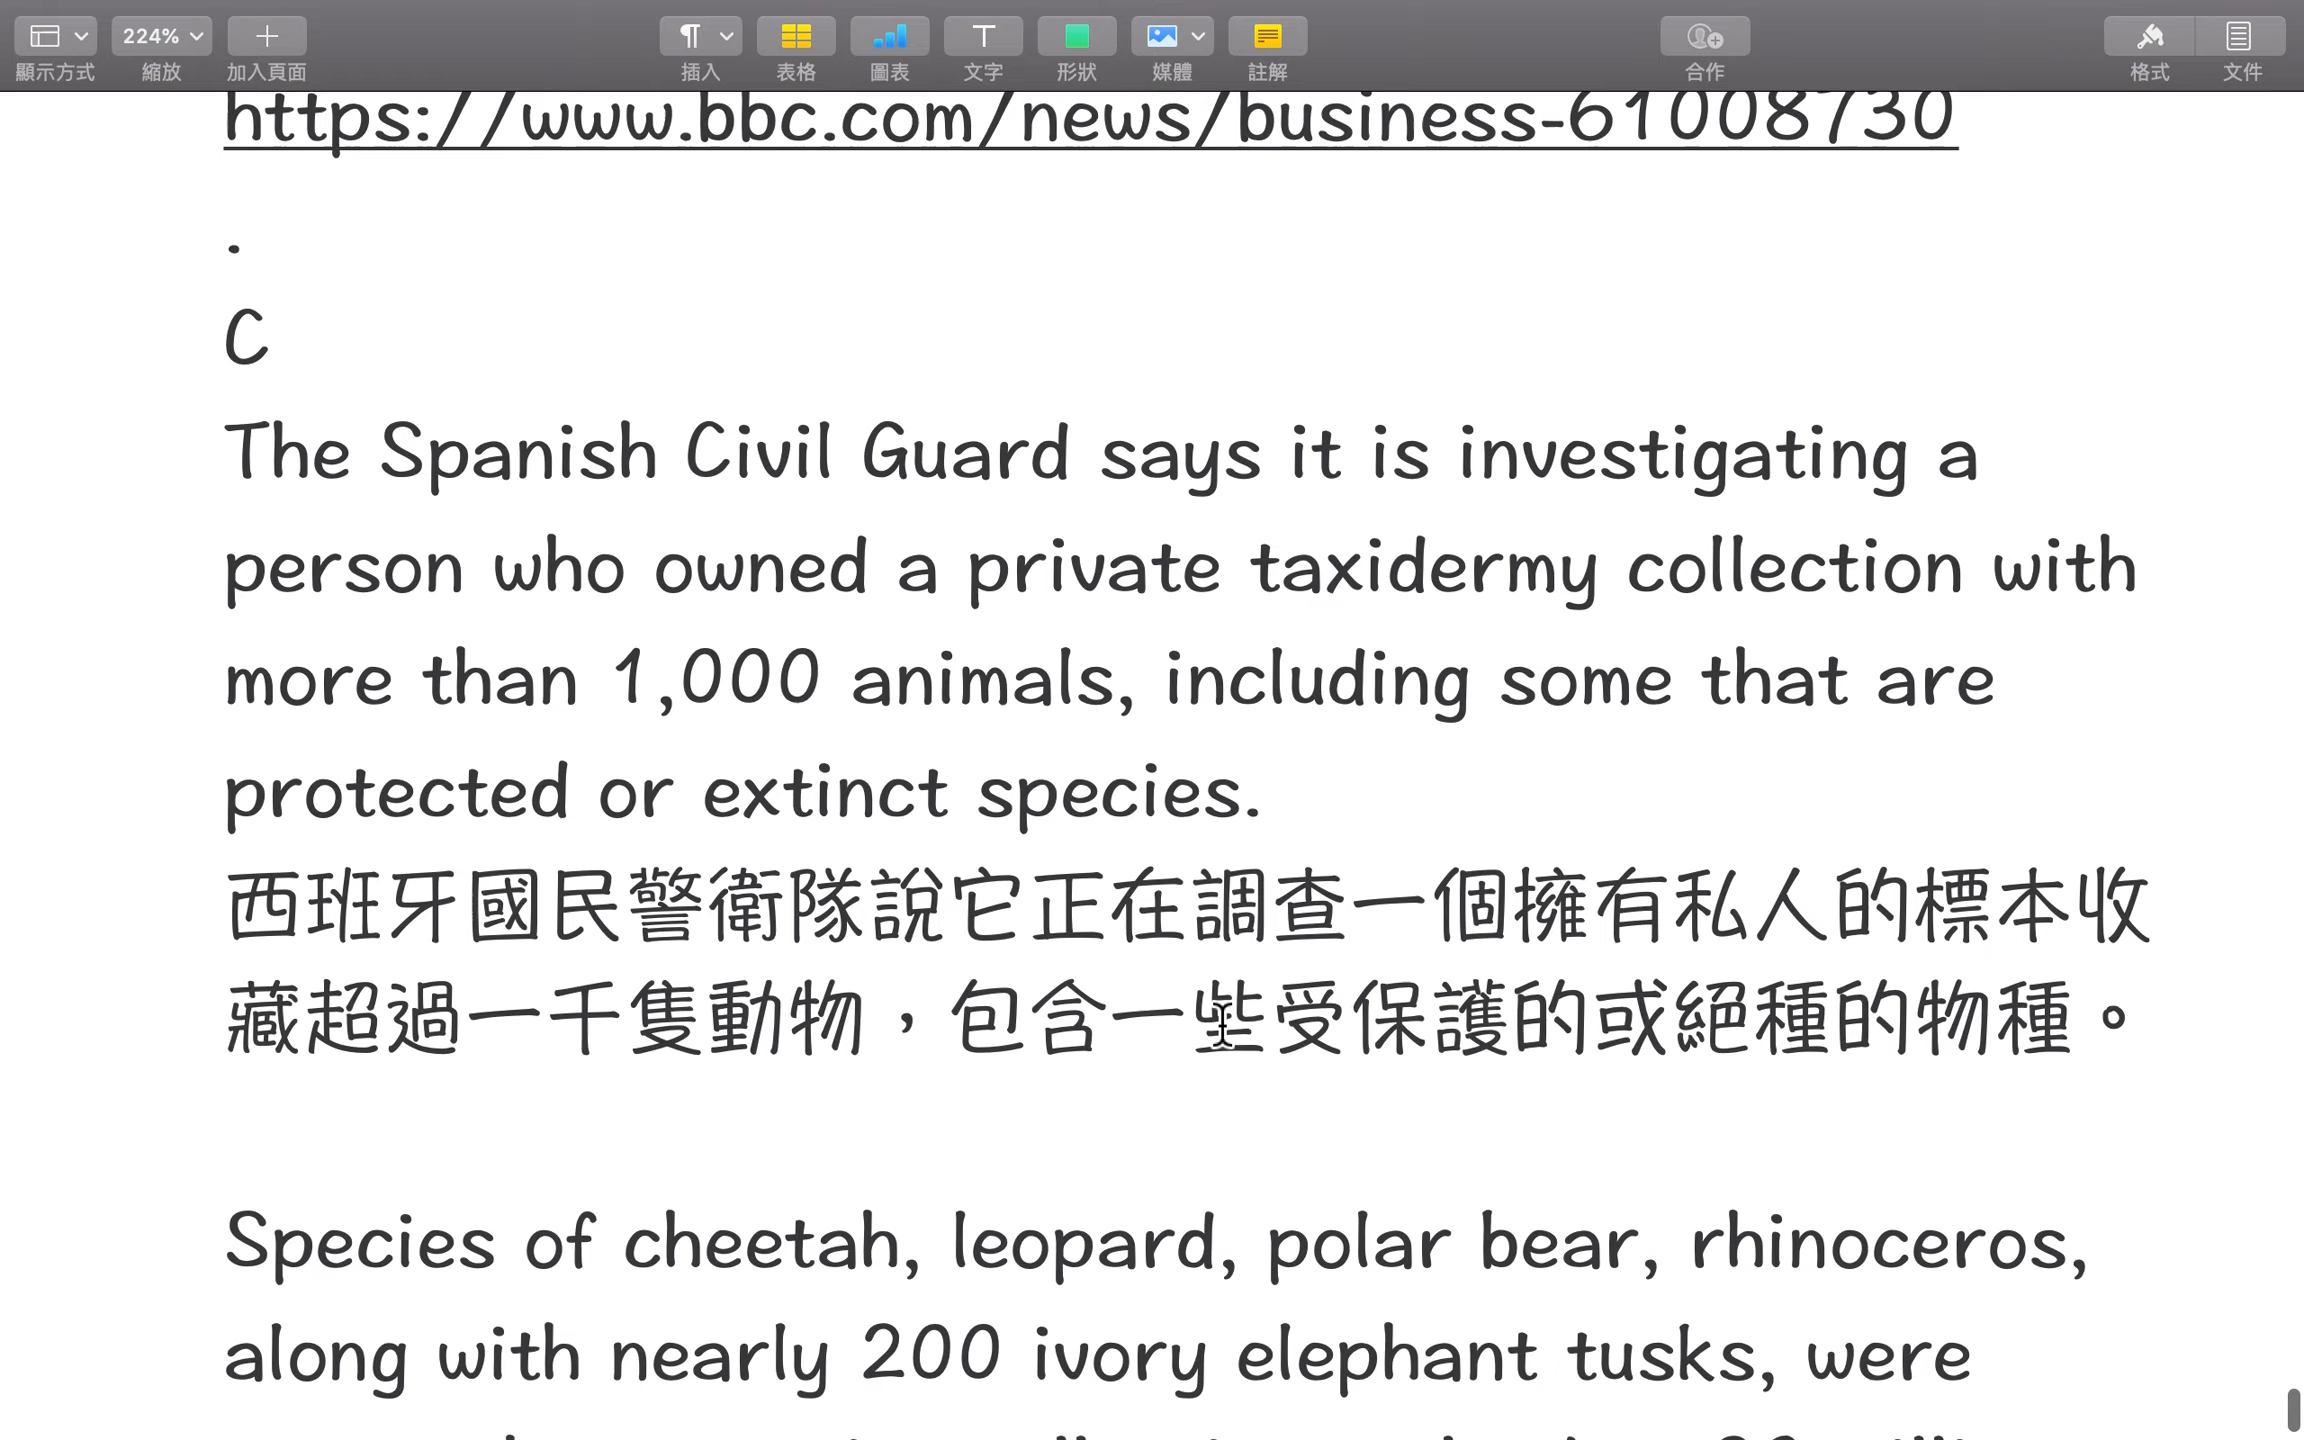 224%
顯示方式 縮放 加入頁面 插入 表格 圖表 文字 形狀 媒體 註解 合作 格式 文件
https://www.bbc.com/news/business-61008730
.
C
The Spanish Civil Guard says it is investigating a
person who owned a private taxidermy collection with
more than 1,000 animals, including some that are
protected or extinct species.
西班牙國民警衛隊說它正在調查一個擁有私人的標本收
藏超過一千隻動物，包含一些受保護的或絕種的物種。
Species of cheetah, leopard, polar bear, rhinoceros,
along with nearly 200 ivory elephant tusks, were